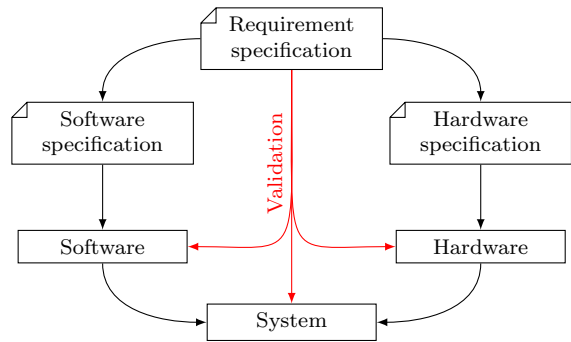 Requirement
specification
Software
specification
Hardware
specification
Validation
Software
Hardware
System